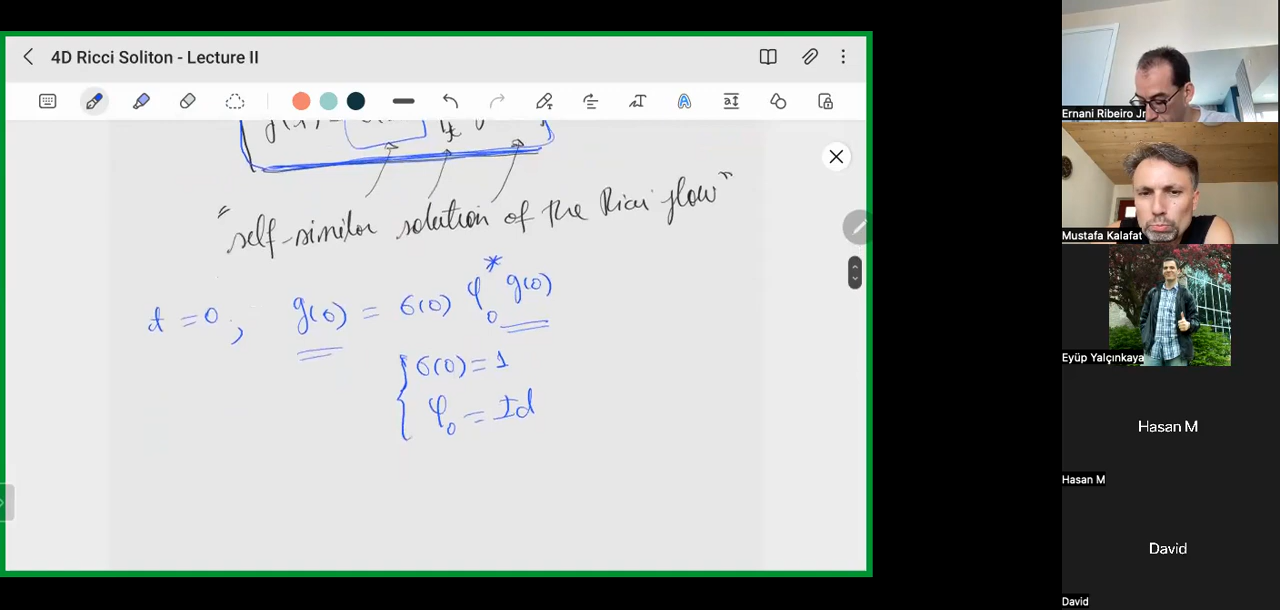 4D Ricci Soliton - Lecture II
"self-similar solution of the Ricci flow"
t = 0; g(0) = σ(0) φ₀* g(0)
σ(0) = 1
φ₀ = Id
Ernani Ribeiro Jr
Mustafa Kalafat
Eyüp Yalçınkaya
Hasan M
Hasan M
David
David